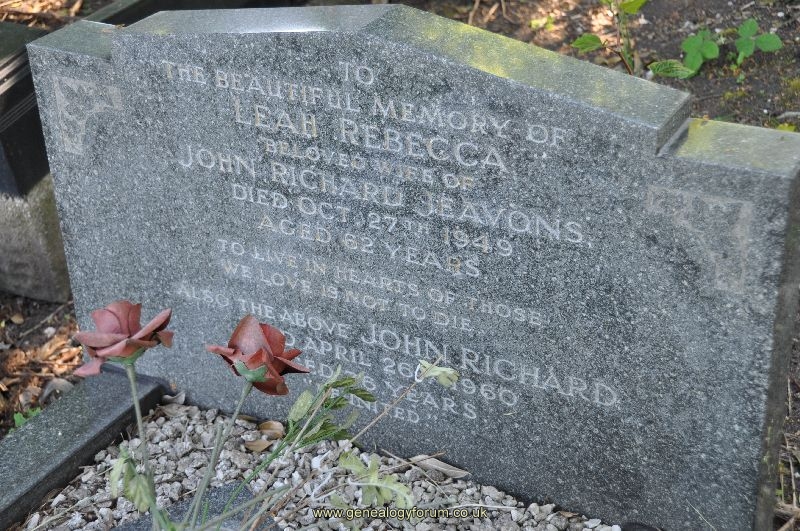 TO
THE BEAUTIFUL MEMORY OF
LEAH REBECCA
BELOVED WIFE OF
JOHN RICHARD JEAVONS,
DIED OCT. 27TH 1949
AGED 62 YEARS
TO LIVE IN HEARTS OF THOSE
WE LOVE IS NOT TO DIE.
ALSO THE ABOVE JOHN RICHARD
APRIL 26 1960
6 YEARS
www.genealogyforum.co.uk